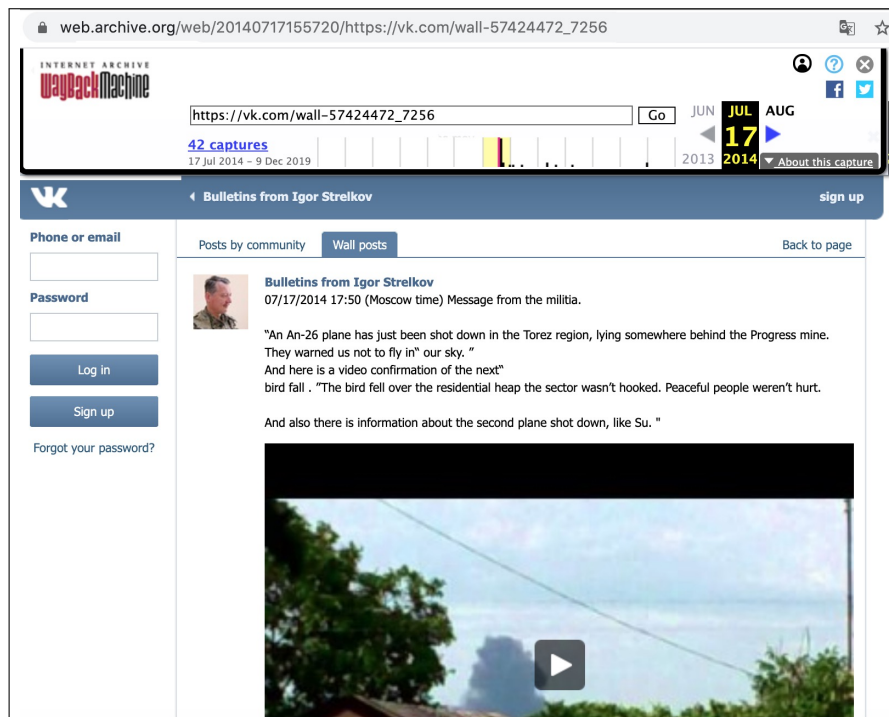 web.archive.org/web/20140717155720/https://vk.com/wall-57424472_7256
INTERNET ARCHIVE
WayBackMachine
https://vk.com/wall-57424472_7256
Go
JUN JUL AUG
17
2013 2014
42 captures
17 Jul 2014 – 9 Dec 2019
About this capture
Bulletins from Igor Strelkov
sign up
Phone or email
Password
Log in
Sign up
Forgot your password?
Posts by community
Wall posts
Back to page
Bulletins from Igor Strelkov
07/17/2014 17:50 (Moscow time) Message from the militia.
"An An-26 plane has just been shot down in the Torez region, lying somewhere behind the Progress mine.
They warned us not to fly in“ our sky. ”
And here is a video confirmation of the next“
bird fall . ”The bird fell over the residential heap the sector wasn’t hooked. Peaceful people weren’t hurt.
And also there is information about the second plane shot down, like Su. "